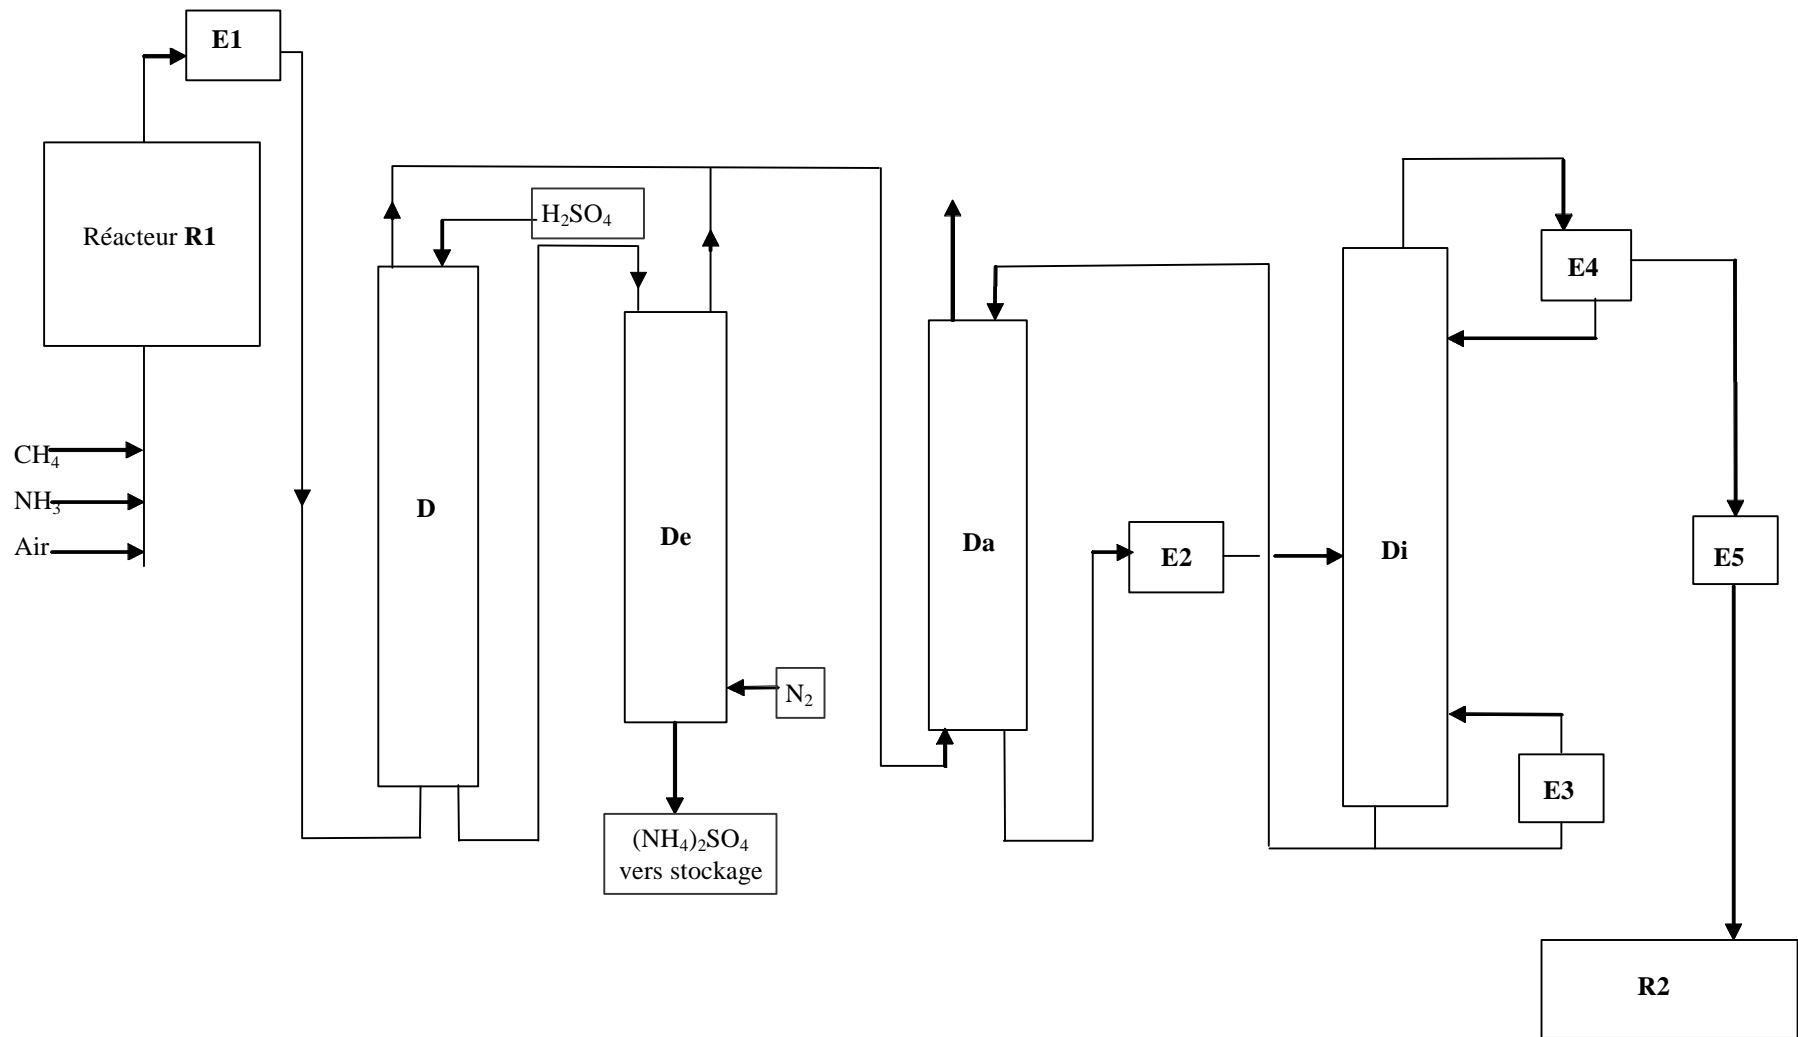 E1
Réacteur R1
H₂SO₄
E4
CH₄
NH₃
Air
D
De
Da
E2
Di
E5
N₂
E3
(NH₄)₂SO₄
vers stockage
R2